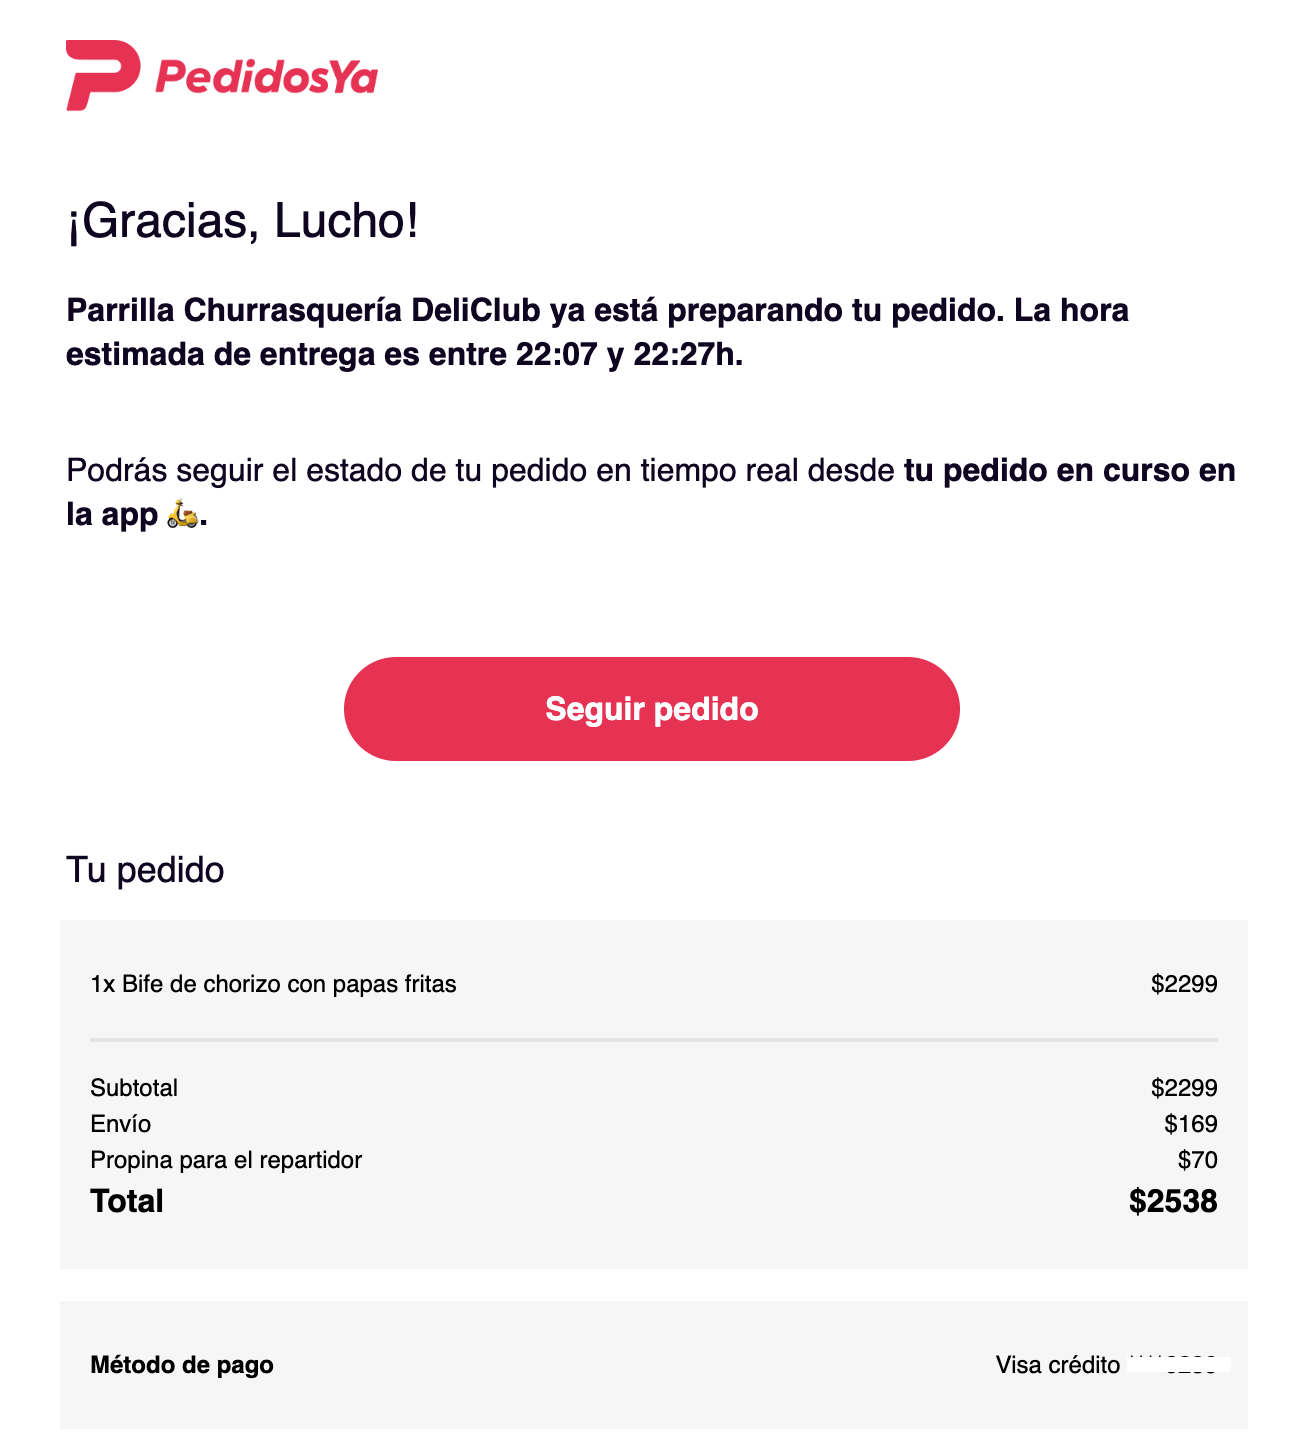 PedidosYa
¡Gracias, Lucho!
Parrilla Churrasquería DeliClub ya está preparando tu pedido. La hora
estimada de entrega es entre 22:07 y 22:27h.
Podrás seguir el estado de tu pedido en tiempo real desde tu pedido en curso en
la app 🛵.
Seguir pedido
Tu pedido
1x Bife de chorizo con papas fritas $2299
Subtotal $2299
Envío $169
Propina para el repartidor $70
Total $2538
Método de pago Visa crédito